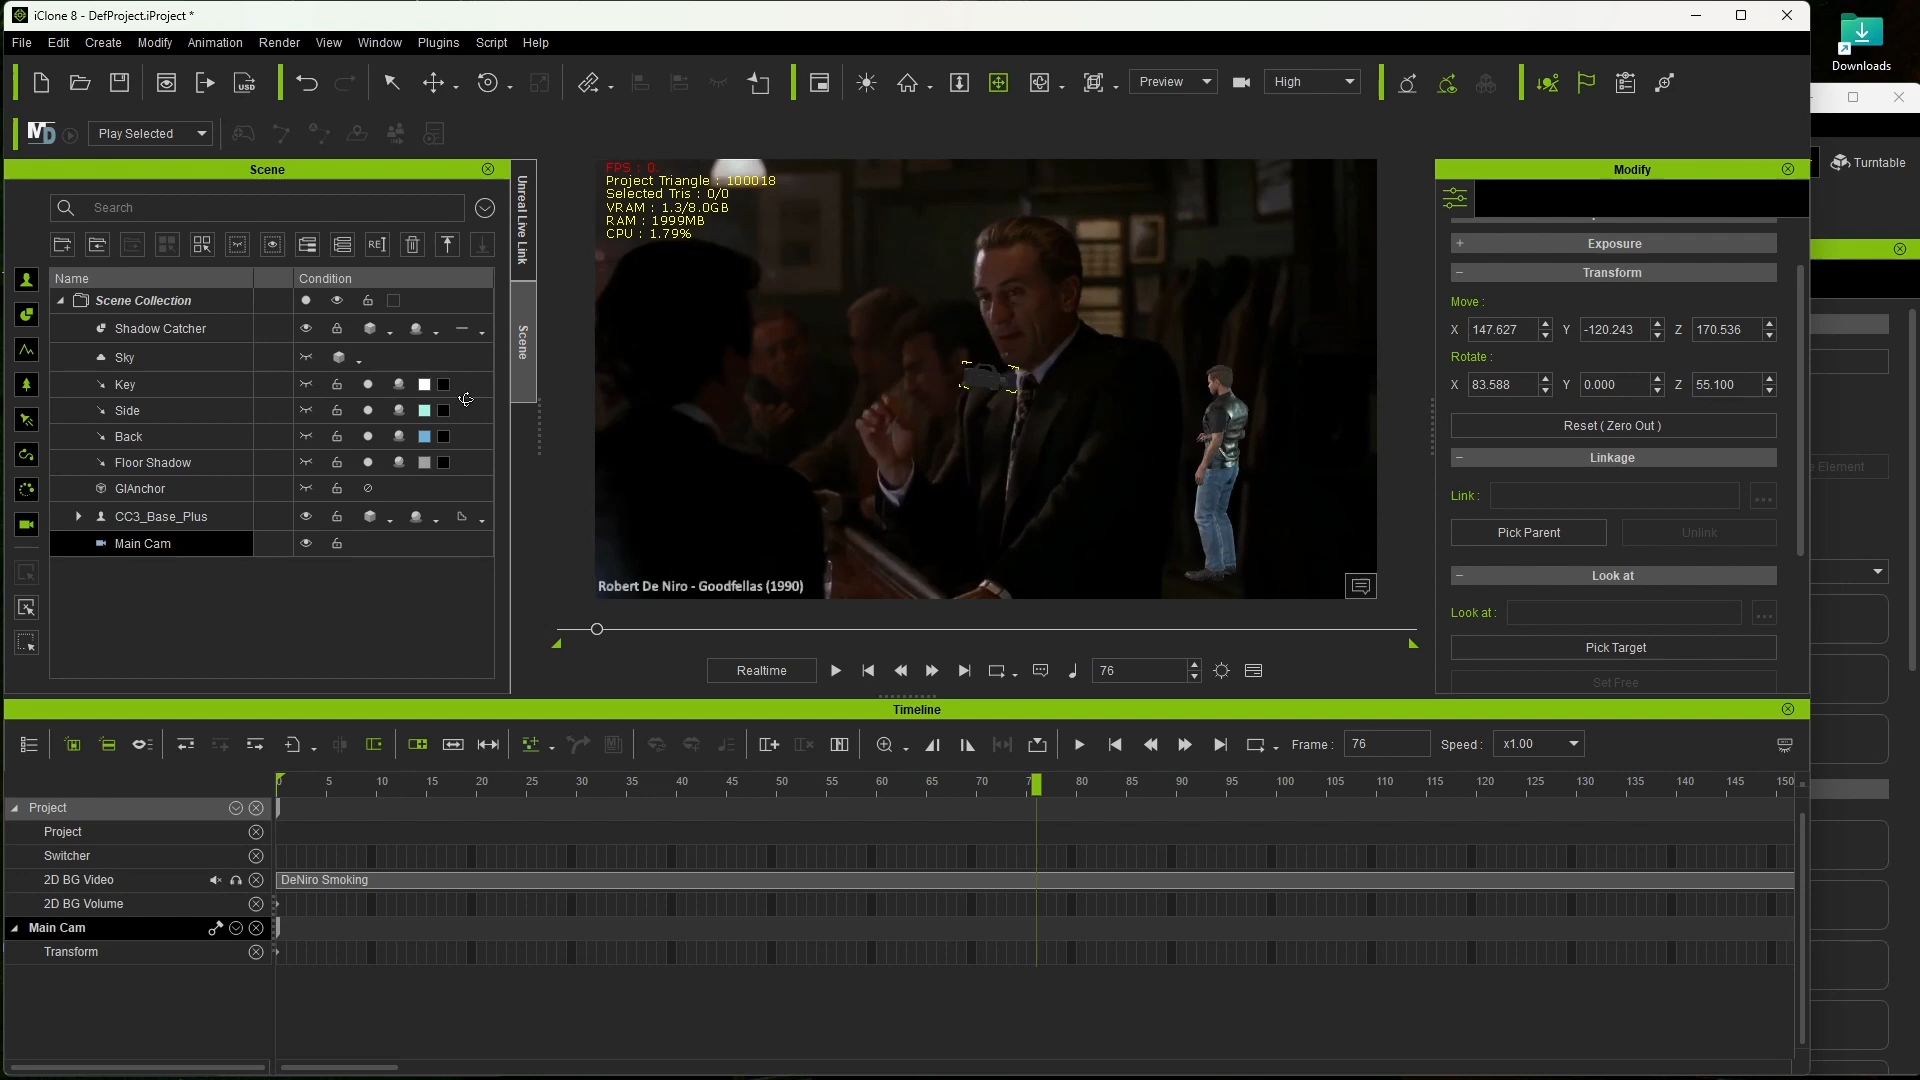 iClone 8 - DefProject.iProject *
Downloads
File Edit Create Modify Animation Render View Window Plugins Script Help
USD
Preview High
MD Play Selected
Turntable
Scene
Search
RE
Name Condition
Scene Collection
Shadow Catcher
Sky
Key
Side
Back
Floor Shadow
GIAnchor
CC3_Base_Plus
Main Cam
Unreal Live Link
Scene
FPS : 0
Project Triangle : 100018
Selected Tris : 0/0
VRAM : 1.3/8.0GB
RAM : 1999MB
CPU : 1.79%
Robert De Niro - Goodfellas (1990)
Realtime 76
Modify
+ Exposure
- Transform
Move :
X 147.627 Y -120.243 Z 170.536
Rotate :
X 83.588 Y 0.000 Z 55.100
Reset ( Zero Out )
- Linkage
Link :
Pick Parent Unlink
- Look at
Look at :
Pick Target
Set Free
Element
Timeline
Frame : 76 Speed : x1.00
0 5 10 15 20 25 30 35 40 45 50 55 60 65 70 7 80 85 90 95 100 105 110 115 120 125 130 135 140 145 150
Project
Project
Switcher
2D BG Video DeNiro Smoking
2D BG Volume
Main Cam
Transform